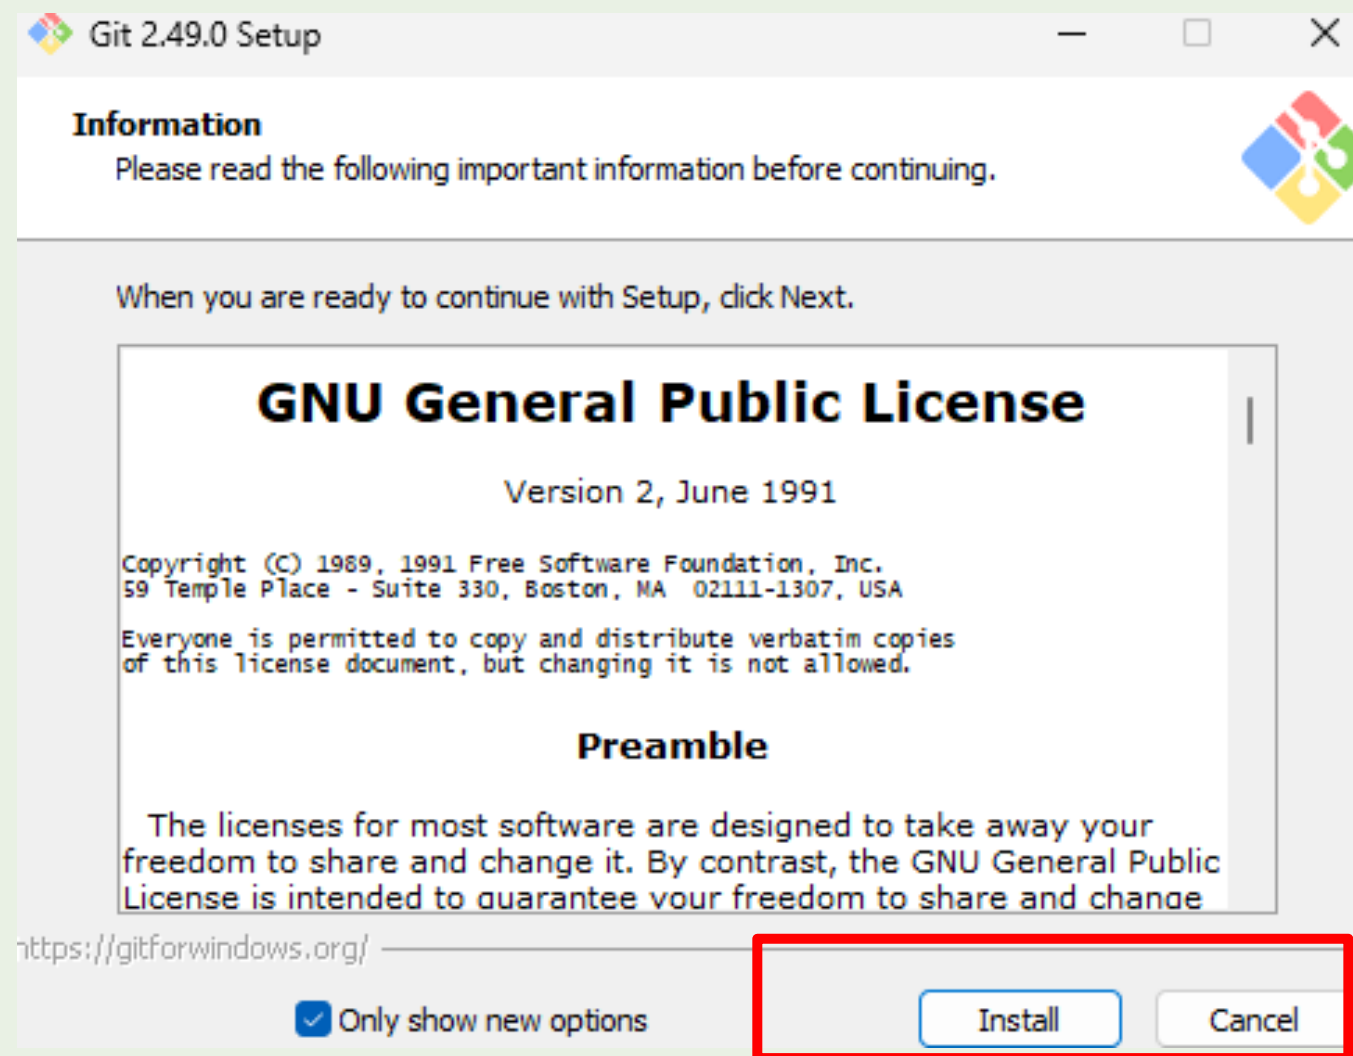 Git 2.49.0 Setup
Information
Please read the following important information before continuing.
When you are ready to continue with Setup, click Next.
GNU General Public License
Version 2, June 1991
Copyright (C) 1989, 1991 Free Software Foundation, Inc.
59 Temple Place - Suite 330, Boston, MA  02111-1307, USA
Everyone is permitted to copy and distribute verbatim copies
of this license document, but changing it is not allowed.
Preamble
The licenses for most software are designed to take away your
freedom to share and change it. By contrast, the GNU General Public
License is intended to guarantee your freedom to share and change
https://gitforwindows.org/
Only show new options
Install
Cancel